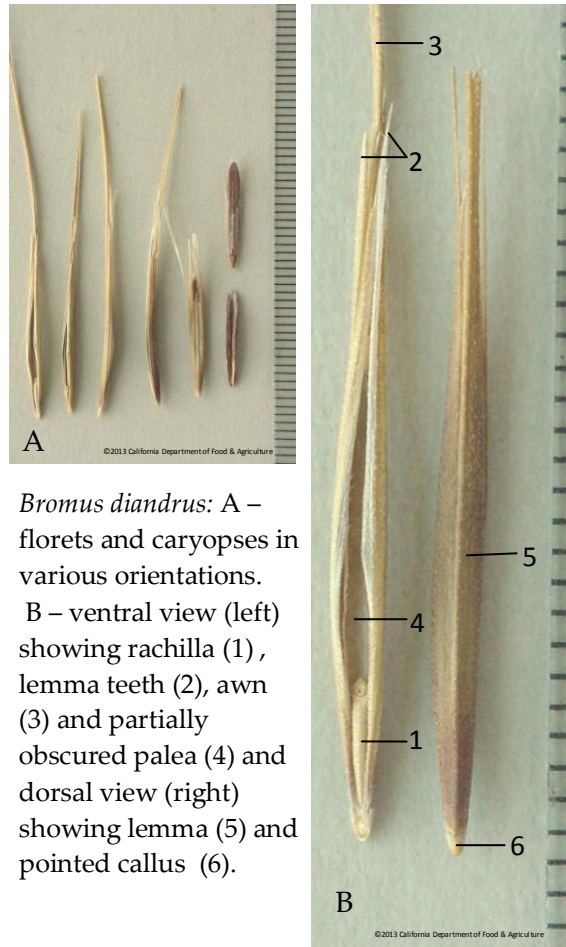 A
©2013 California Department of Food & Agriculture
Bromus diandrus: A –
florets and caryopses in
various orientations.
B – ventral view (left)
showing rachilla (1) ,
lemma teeth (2), awn
(3) and partially
obscured palea (4) and
dorsal view (right)
showing lemma (5) and
pointed callus (6).
3
2
5
4
1
6
B
©2013 California Department of Food & Agriculture